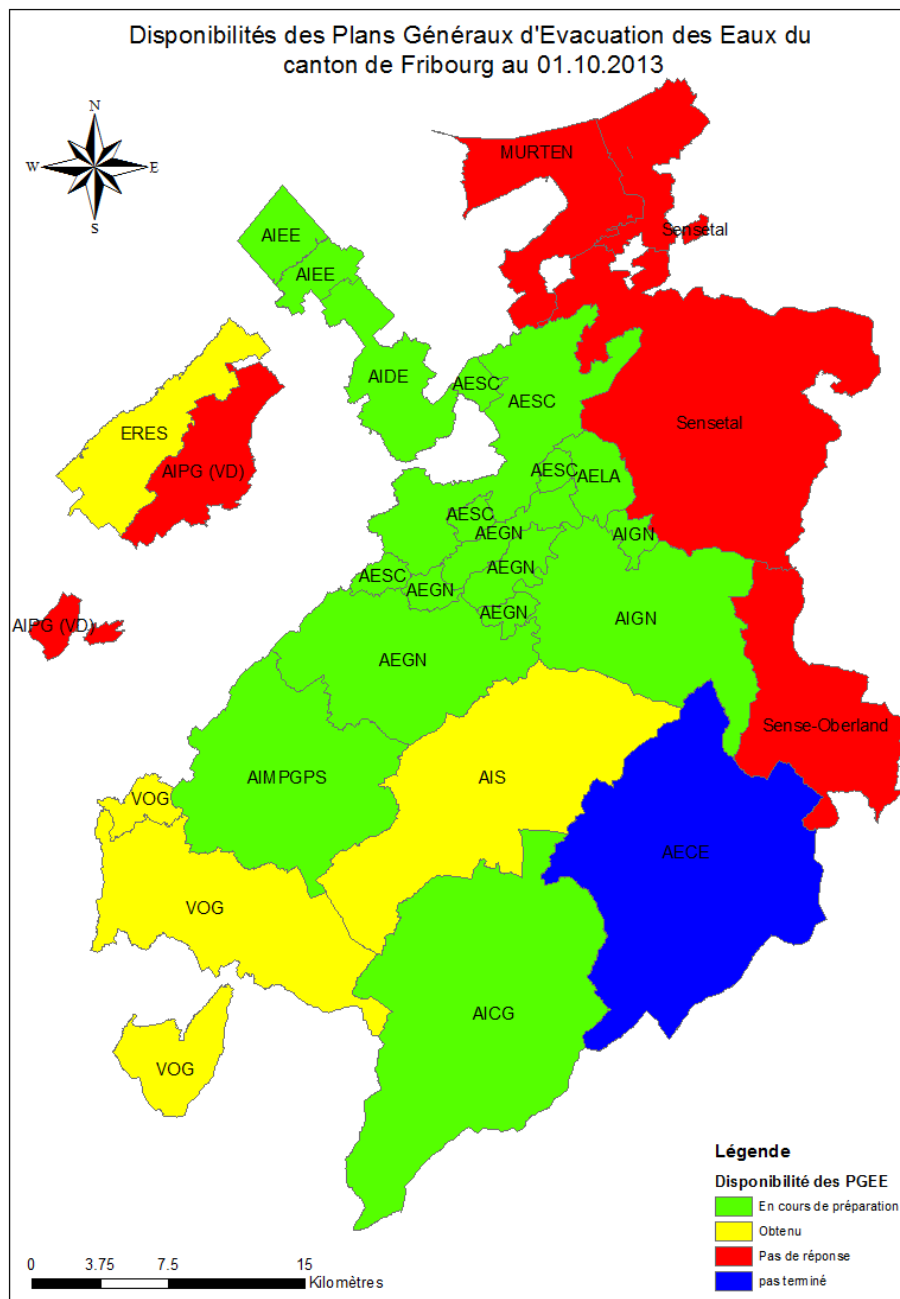 Disponibilités des Plans Généraux d'Evacuation des Eaux du
canton de Fribourg au 01.10.2013
N
W
E
S
MURTEN
Sensetal
AIEE
AIEE
AIDE
AESC
AESC
Sensetal
ERES
AIPG (VD)
AESC
AELA
AESC
AEGN
AIGN
AEGN
AESC
AEGN
AEGN
AIGN
AIPG (VD)
AEGN
Sense-Oberland
AIMPGPS
AIS
VOG
AECE
VOG
AICG
VOG
Légende
Disponibilité des PGEE
En cours de préparation
Obtenu
Pas de réponse
pas terminé
0 3.75 7.5 15
Kilomètres